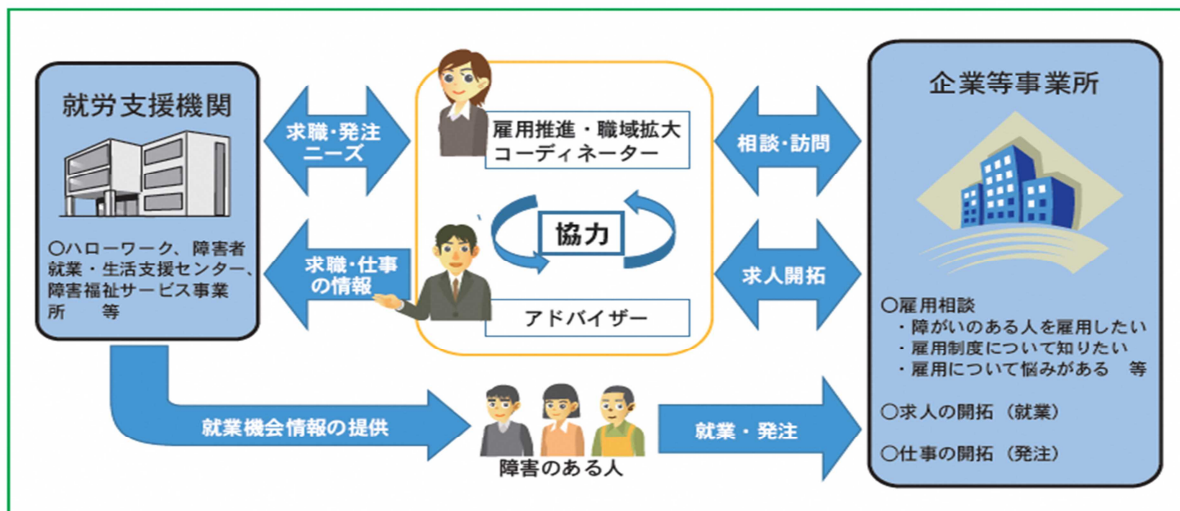 就労支援機関
〇ハローワーク、障害者
就業・生活支援センター、
障害福祉サービス事業
所　等
求職・発注
ニーズ
求職・仕事
の情報
雇用推進・職域拡大
コーディネーター
協力
アドバイザー
相談・訪問
求人開拓
企業等事業所
〇雇用相談
・障がいのある人を雇用したい
・雇用制度について知りたい
・雇用について悩みがある　等
〇求人の開拓（就業）
〇仕事の開拓（発注）
就業機会情報の提供
障害のある人
就業・発注